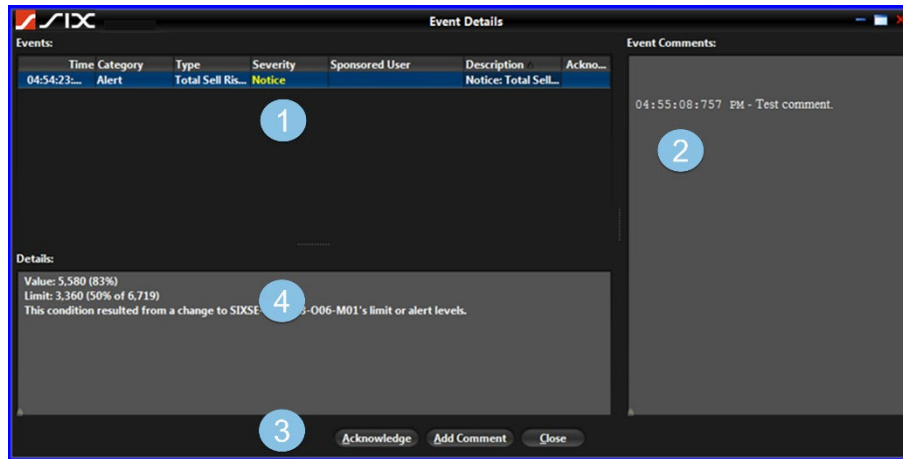 SIX
Event Details
Events:
Event Comments:
Time Category Type Severity Sponsored User Description Ackno...
04:54:23:... Alert Total Sell Ris... Notice Notice: Total Sell...
1
04:55:08:757 PM - Test comment.
2
Details:
Value: 5,580 (83%)
Limit: 3,360 (50% of 6,719)
This condition resulted from a change to SIXSE- -O06-M01's limit or alert levels.
4
3
Acknowledge Add Comment Close